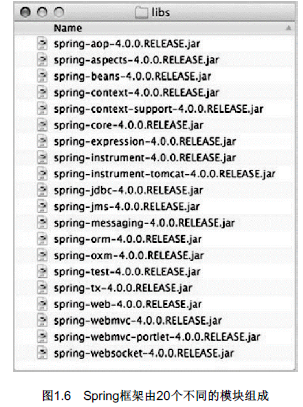 libs
Name
spring-aop-4.0.0.RELEASE.jar
spring-aspects-4.0.0.RELEASE.jar
spring-beans-4.0.0.RELEASE.jar
spring-context-4.0.0.RELEASE.jar
spring-context-support-4.0.0.RELEASE.jar
spring-core-4.0.0.RELEASE.jar
spring-expression-4.0.0.RELEASE.jar
spring-instrument-4.0.0.RELEASE.jar
spring-instrument-tomcat-4.0.0.RELEASE.jar
spring-jdbc-4.0.0.RELEASE.jar
spring-jms-4.0.0.RELEASE.jar
spring-messaging-4.0.0.RELEASE.jar
spring-orm-4.0.0.RELEASE.jar
spring-oxm-4.0.0.RELEASE.jar
spring-test-4.0.0.RELEASE.jar
spring-tx-4.0.0.RELEASE.jar
spring-web-4.0.0.RELEASE.jar
spring-webmvc-4.0.0.RELEASE.jar
spring-webmvc-portlet-4.0.0.RELEASE.jar
spring-websocket-4.0.0.RELEASE.jar
图1.6 Spring框架由20个不同的模块组成